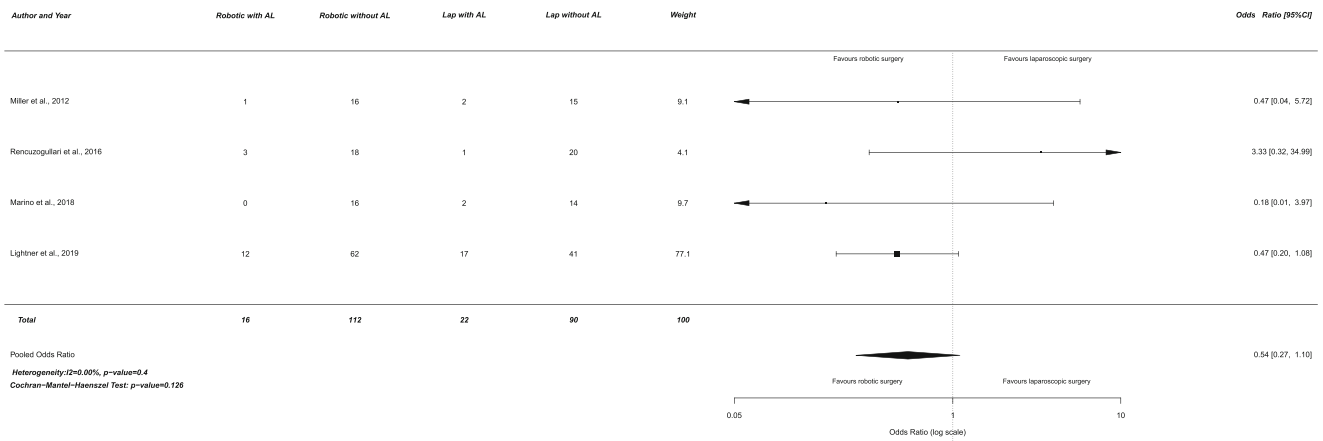 Author and Year Robotic with AL Robotic without AL Lap with AL Lap without AL Weight Odds Ratio [95%CI]
Favours robotic surgery Favours laparoscopic surgery
Miller et al., 2012 1 16 2 15 9.1 0.47 [0.04, 5.72]
Rencuzogullari et al., 2016 3 18 1 20 4.1 3.33 [0.32, 34.99]
Marino et al., 2018 0 16 2 14 9.7 0.18 [0.01, 3.97]
Lightner et al., 2019 12 62 17 41 77.1 0.47 [0.20, 1.08]
Total 16 112 22 90 100
Pooled Odds Ratio 0.54 [0.27, 1.10]
Heterogeneity:I2=0.00%, p−value=0.4
Cochran−Mantel−Haenszel Test: p−value=0.126
Favours robotic surgery Favours laparoscopic surgery
0.05 1 10
Odds Ratio (log scale)